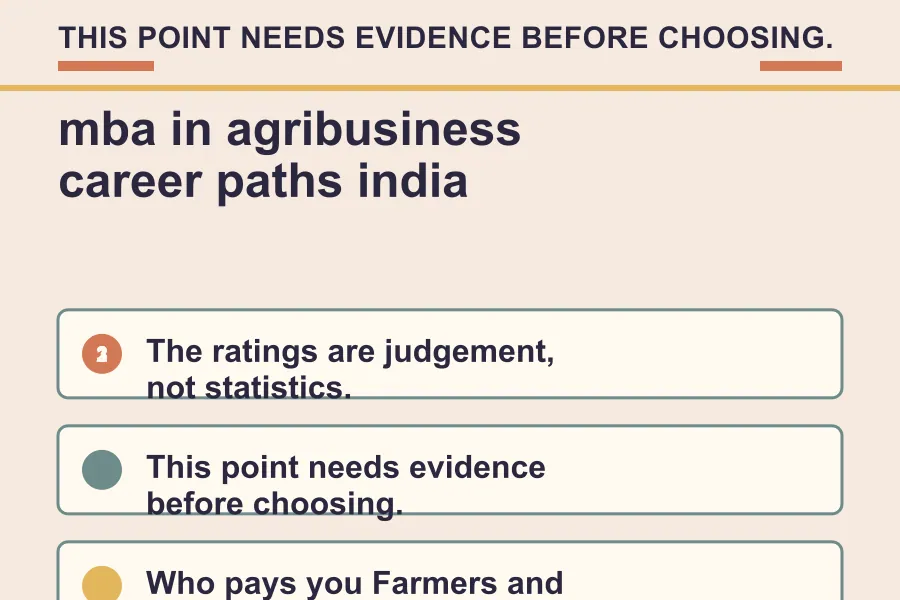 THIS POINT NEEDS EVIDENCE BEFORE CHOOSING.
mba in agribusiness
career paths india
The ratings are judgement,
not statistics.
This point needs evidence
before choosing.
Who pays you Farmers and